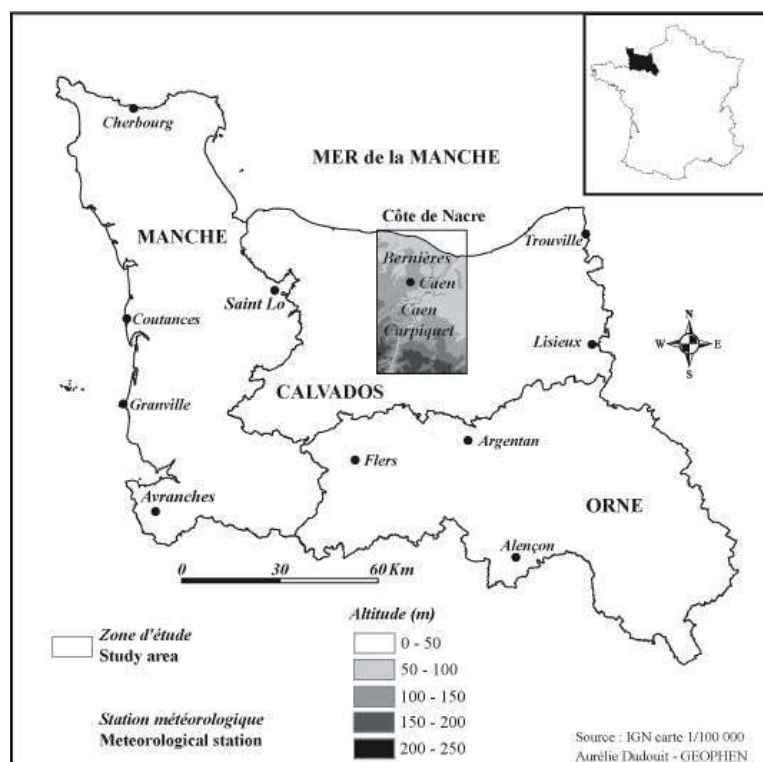 Cherbourg
MER de la MANCHE
Côte de Nacre
MANCHE
Trouville
Bernières
Saint Lo
Caen
Coutances
Caen
Carpiquet
Lisieux
N
W E
S
CALVADOS
Granville
Argentan
Flers
Avranches
ORNE
Alençon
0 30 60 Km
Altitude (m)
Zone d'étude
Study area
0 - 50
50 - 100
100 - 150
150 - 200
200 - 250
Station météorologique
Meteorological station
Source : IGN carte 1/100 000
Aurélie Dudouit - GEOPHEN